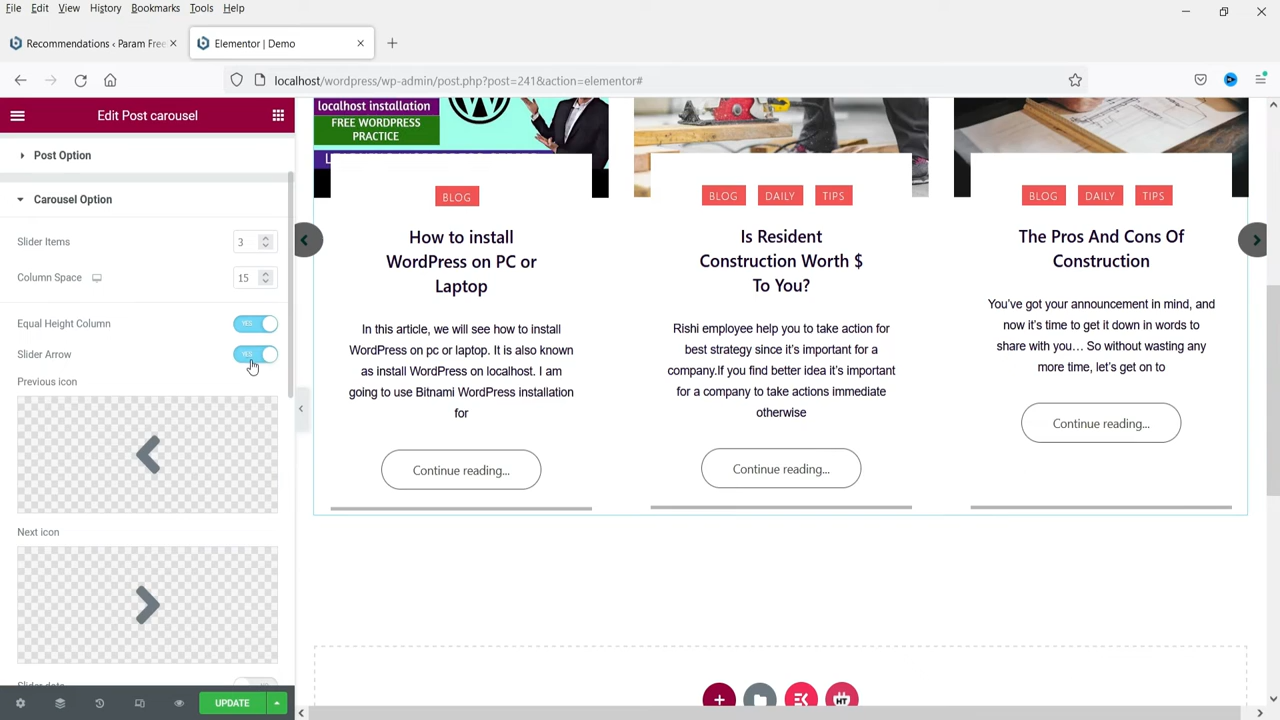 File Edit View History Bookmarks Tools Help
Recommendations ‹ Param Free
Elementor | Demo
localhost/wordpress/wp-admin/post.php?post=241&action=elementor#
Edit Post carousel
Post Option
Carousel Option
Slider Items 3
Column Space 15
Equal Height Column YES
Slider Arrow YES
Previous icon
Next icon
UPDATE
localhost installation
FREE WORDPRESS
PRACTICE
BLOG
How to install
WordPress on PC or
Laptop
In this article, we will see how to install
WordPress on pc or laptop. It is also known
as install WordPress on localhost. I am
going to use Bitnami WordPress installation
for
Continue reading...
BLOG DAILY TIPS
Is Resident
Construction Worth $
To You?
Rishi employee help you to take action for
best strategy since it's important for a
company.If you find better idea it's important
for a company to take actions immediate
otherwise
Continue reading...
BLOG DAILY TIPS
The Pros And Cons Of
Construction
You've got your announcement in mind, and
now it's time to get it down in words to
share with you… So without wasting any
more time, let's get on to
Continue reading...